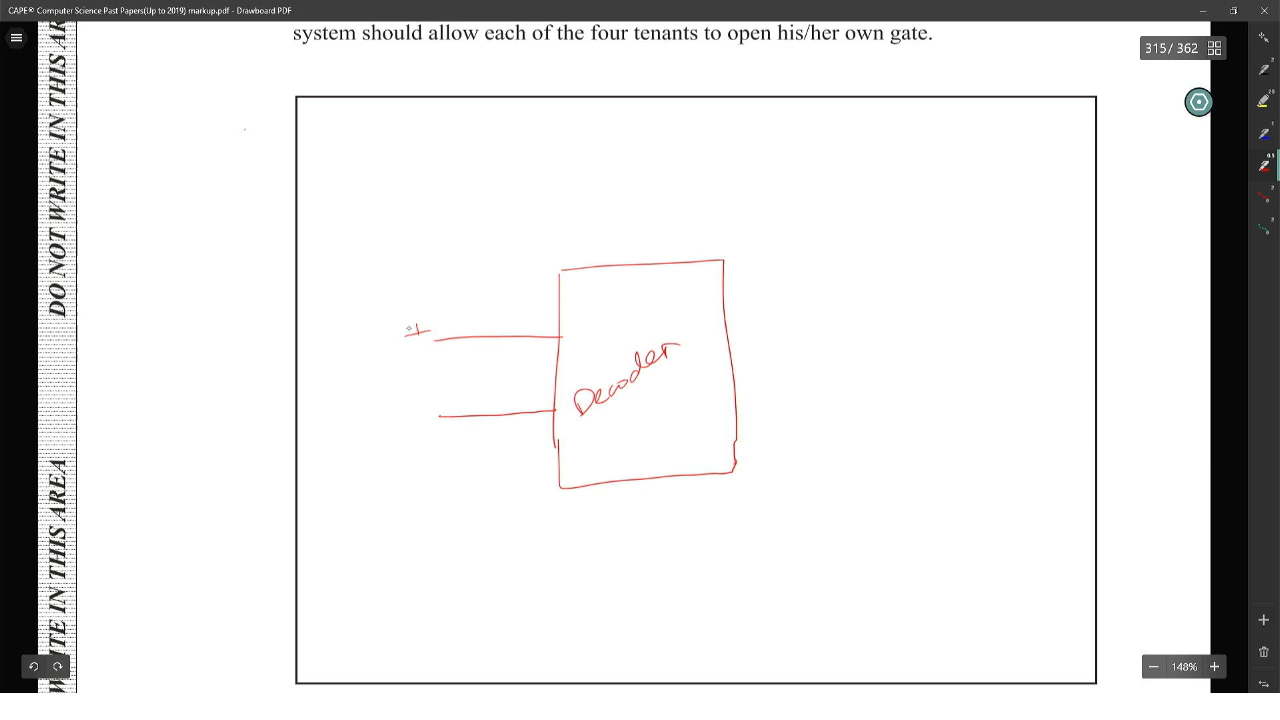 CAPE® Computer Science Past Papers(Up to 2019) markup.pdf - Drawboard PDF
system should allow each of the four tenants to open his/her own gate.
315 / 362
DO NOT WRITE IN THIS AR
WRITE IN THIS AREA
Decoder
148%